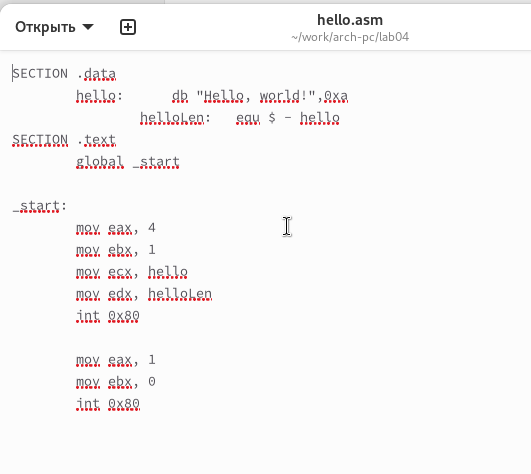 Открыть
hello.asm
~/work/arch-pc/lab04
SECTION .data
hello: db "Hello, world!",0xa
helloLen: equ $ - hello
SECTION .text
global _start
_start:
mov eax, 4
mov ebx, 1
mov ecx, hello
mov edx, helloLen
int 0x80
mov eax, 1
mov ebx, 0
int 0x80